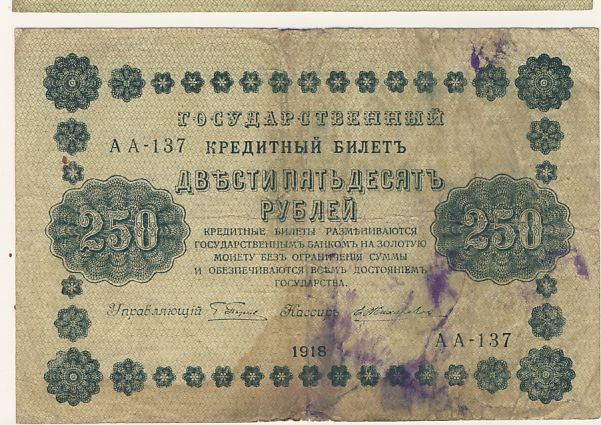 ГОСУДАРСТВЕННЫЙ
АА-137 КРЕДИТНЫЙ БИЛЕТЪ
ДВѢСТИ ПЯТЬДЕСЯТЪ
РУБЛЕЙ
250 250
КРЕДИТНЫЕ БИЛЕТЫ РАЗМѢНИВАЮТСЯ
ГОСУДАРСТВЕННЫМЪ БАНКОМЪ НА ЗОЛОТУЮ
МОНЕТУ БЕЗЪ ОГРАНИЧЕНІЯ СУММЫ
И ОБЕЗПЕЧИВАЮТСЯ ВСѢМЪ ДОСТОЯНІЕМЪ
ГОСУДАРСТВА.
Управляющій Кассиръ
АА-137
1918